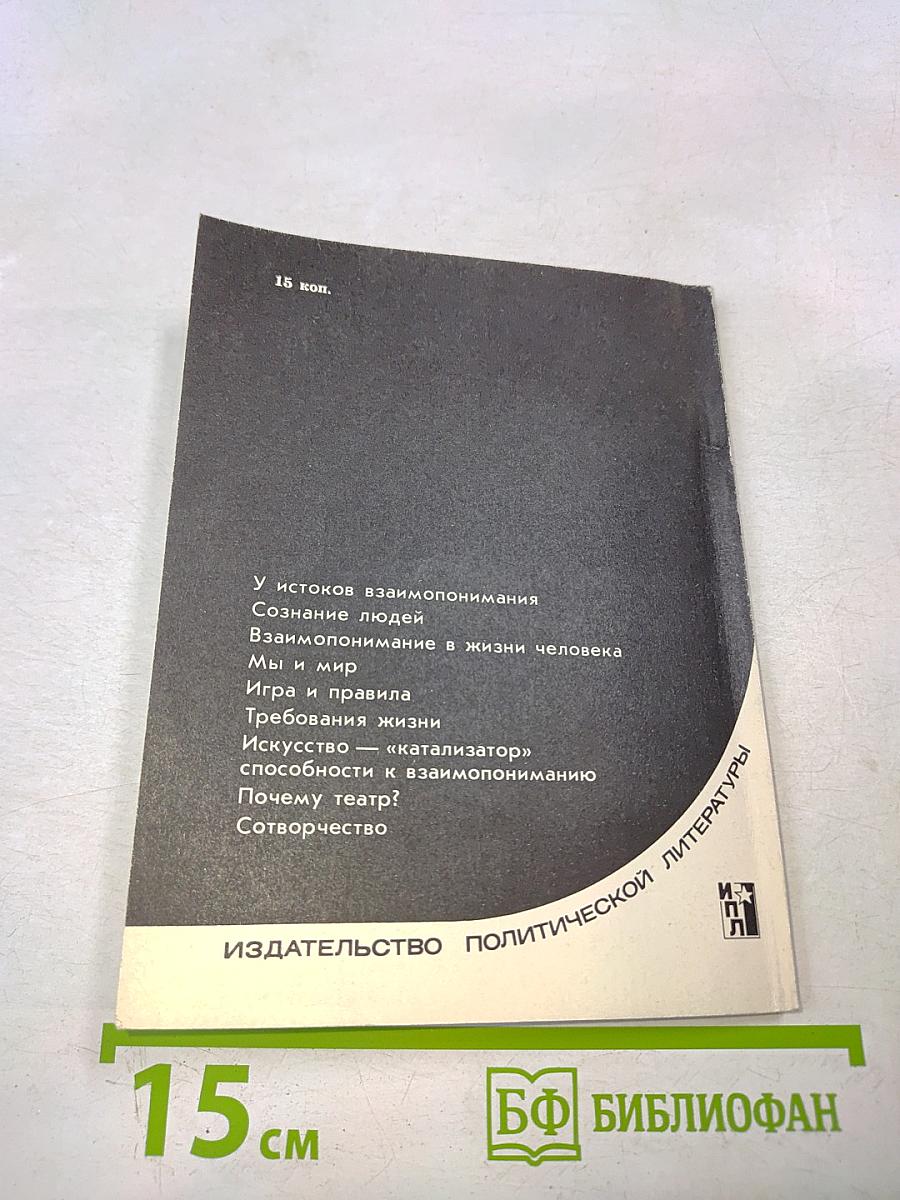 15 коп.
У истоков взаимопонимания
Сознание людей
Взаимопонимание в жизни человека
Мы и мир
Игра и правила
Требования жизни
Искусство — «катализатор»
способности к взаимопониманию
Почему театр?
Сотворчество
ИЗДАТЕЛЬСТВО ПОЛИТИЧЕСКОЙ ЛИТЕРАТУРЫ
ИПЛ
15 см
БФ БИБЛИОФАН